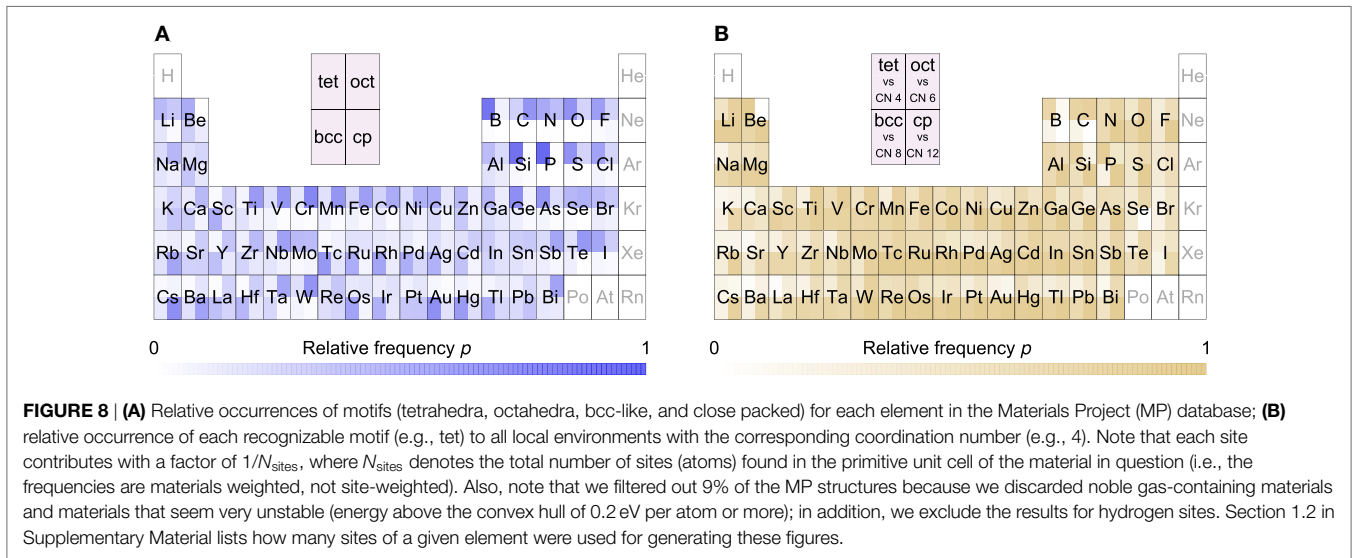 A
H He
tet oct
Li Be B C N O F Ne
bcc cp
Na Mg Al Si P S Cl Ar
K Ca Sc Ti V Cr Mn Fe Co Ni Cu Zn Ga Ge As Se Br Kr
Rb Sr Y Zr Nb Mo Tc Ru Rh Pd Ag Cd In Sn Sb Te I Xe
Cs Ba La Hf Ta W Re Os Ir Pt Au Hg Tl Pb Bi Po At Rn
0 Relative frequency p 1
B
H He
tet oct
vs vs
CN 4 CN 6
Li Be B C N O F Ne
bcc cp
vs vs
CN 8 CN 12
Na Mg Al Si P S Cl Ar
K Ca Sc Ti V Cr Mn Fe Co Ni Cu Zn Ga Ge As Se Br Kr
Rb Sr Y Zr Nb Mo Tc Ru Rh Pd Ag Cd In Sn Sb Te I Xe
Cs Ba La Hf Ta W Re Os Ir Pt Au Hg Tl Pb Bi Po At Rn
0 Relative frequency p 1
FIGURE 8 | (A) Relative occurrences of motifs (tetrahedra, octahedra, bcc-like, and close packed) for each element in the Materials Project (MP) database; (B)
relative occurrence of each recognizable motif (e.g., tet) to all local environments with the corresponding coordination number (e.g., 4). Note that each site
contributes with a factor of 1/Nsites, where Nsites denotes the total number of sites (atoms) found in the primitive unit cell of the material in question (i.e., the
frequencies are materials weighted, not site-weighted). Also, note that we filtered out 9% of the MP structures because we discarded noble gas-containing materials
and materials that seem very unstable (energy above the convex hull of 0.2 eV per atom or more); in addition, we exclude the results for hydrogen sites. Section 1.2 in
Supplementary Material lists how many sites of a given element were used for generating these figures.